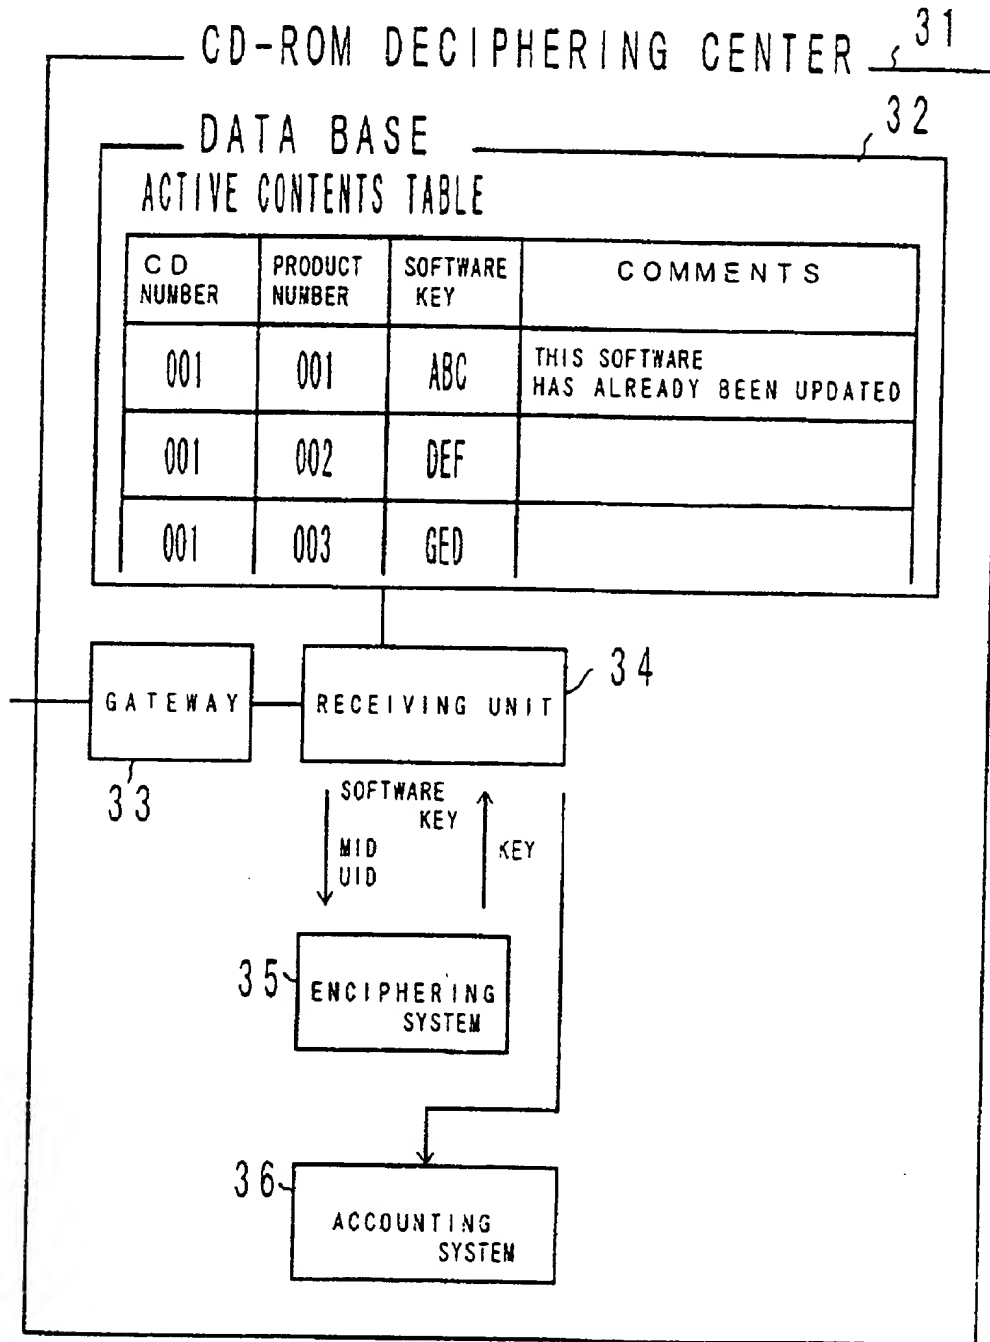 CD-ROM DECIPHERING CENTER 31
DATA BASE 32
ACTIVE CONTENTS TABLE
CD NUMBER PRODUCT NUMBER SOFTWARE KEY COMMENTS
001 001 ABC THIS SOFTWARE
HAS ALREADY BEEN UPDATED
001 002 DEF
001 003 GED
GATEWAY
33
RECEIVING UNIT
34
SOFTWARE
KEY
MID
UID
KEY
35
ENCIPHERING
SYSTEM
36
ACCOUNTING
SYSTEM